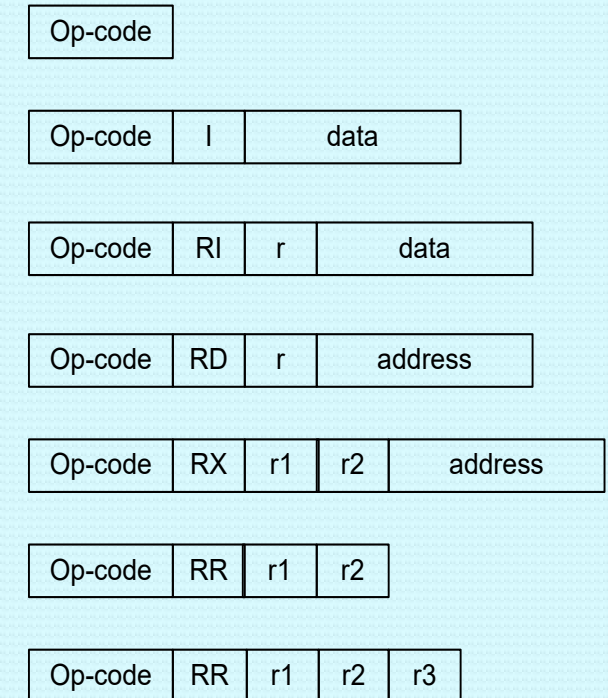 Op-code
Op-code I data
Op-code RI r data
Op-code RD r address
Op-code RX r1 r2 address
Op-code RR r1 r2
Op-code RR r1 r2 r3